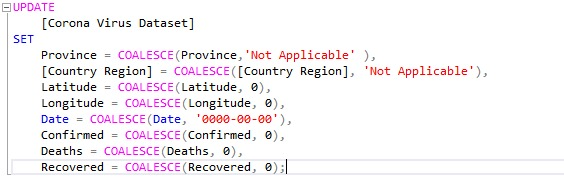 UPDATE
[Corona Virus Dataset]
SET
Province = COALESCE(Province,'Not Applicable' ),
[Country Region] = COALESCE([Country Region], 'Not Applicable'),
Latitude = COALESCE(Latitude, 0),
Longitude = COALESCE(Longitude, 0),
Date = COALESCE(Date, '0000-00-00'),
Confirmed = COALESCE(Confirmed, 0),
Deaths = COALESCE(Deaths, 0),
Recovered = COALESCE(Recovered, 0);